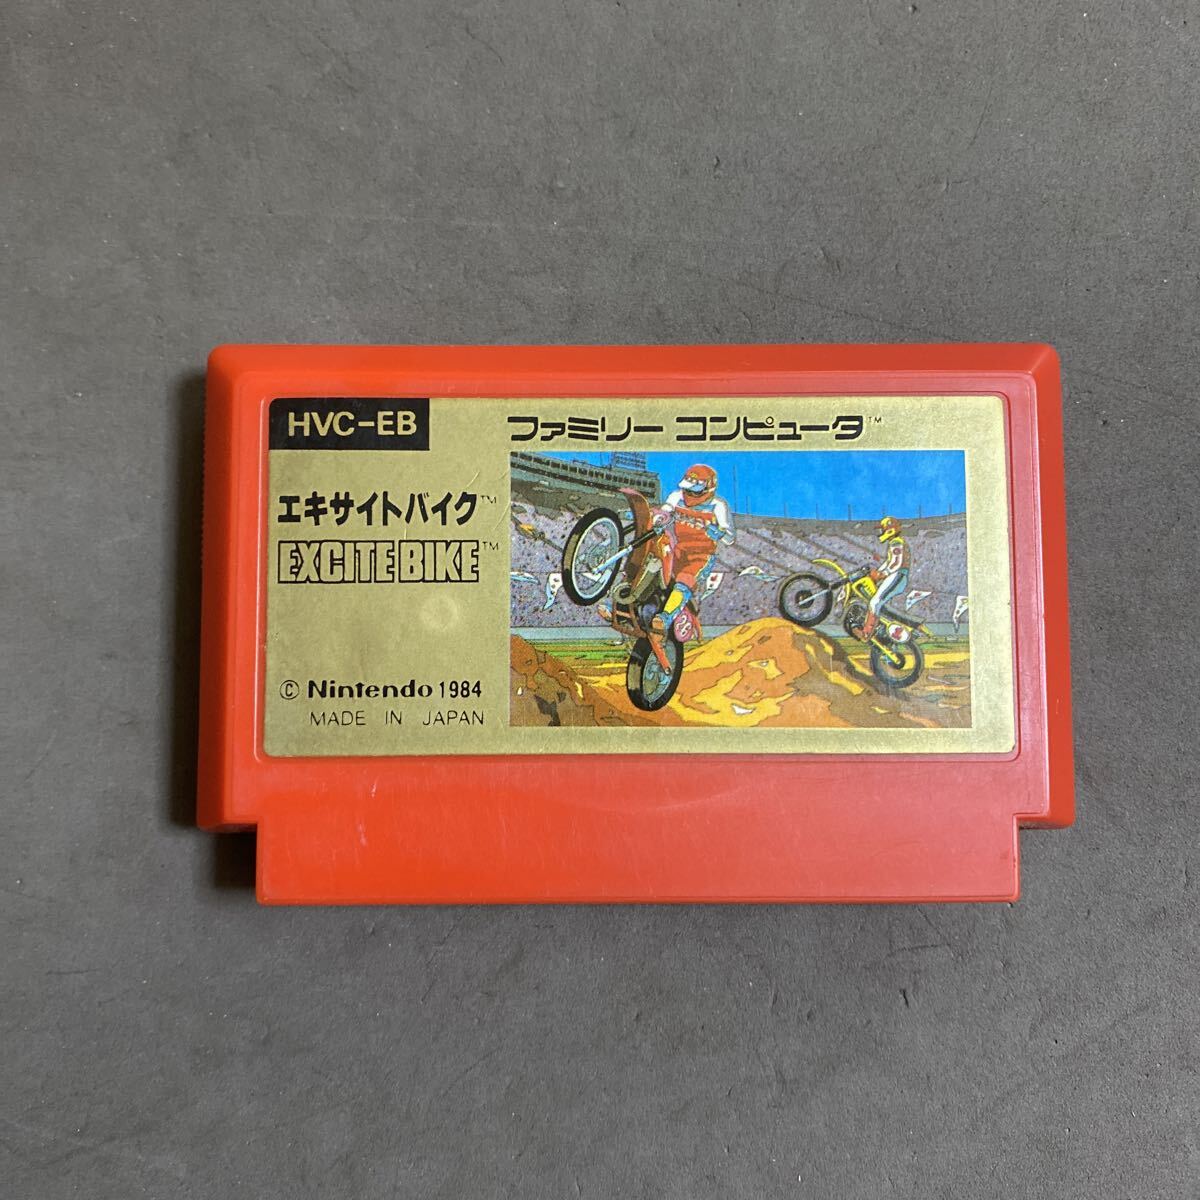 HVC-EB
ファミリー コンピュータ™
エキサイトバイク™
EXCITEBIKE™
© Nintendo 1984
MADE IN JAPAN
28